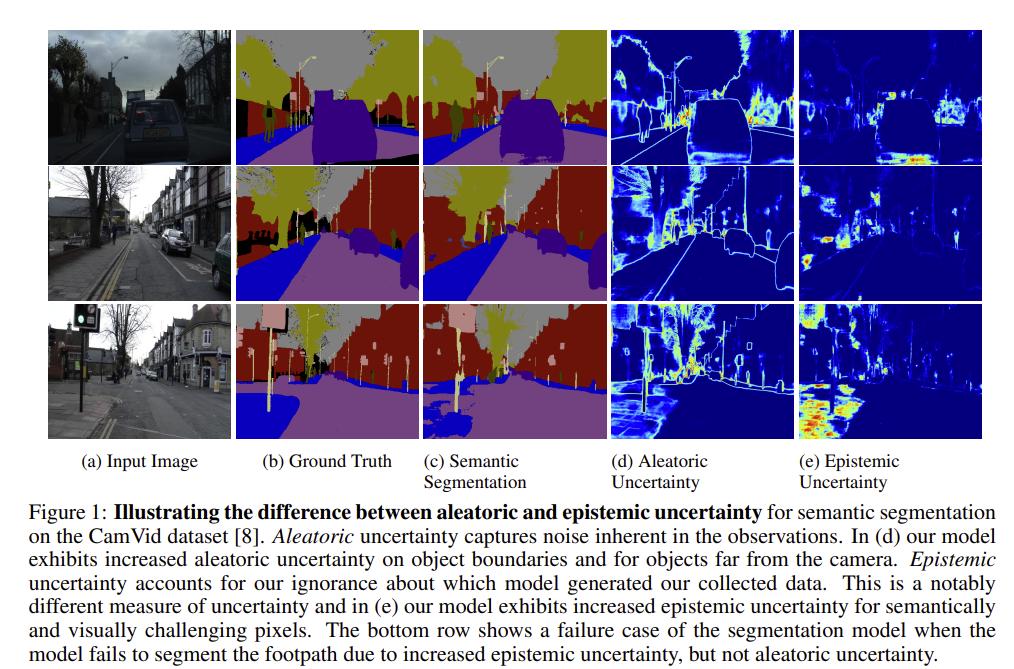 (a) Input Image
(b) Ground Truth
(c) Semantic
Segmentation
(d) Aleatoric
Uncertainty
(e) Epistemic
Uncertainty
Figure 1: Illustrating the difference between aleatoric and epistemic uncertainty for semantic segmentation
on the CamVid dataset [8]. Aleatoric uncertainty captures noise inherent in the observations. In (d) our model
exhibits increased aleatoric uncertainty on object boundaries and for objects far from the camera. Epistemic
uncertainty accounts for our ignorance about which model generated our collected data. This is a notably
different measure of uncertainty and in (e) our model exhibits increased epistemic uncertainty for semantically
and visually challenging pixels. The bottom row shows a failure case of the segmentation model when the
model fails to segment the footpath due to increased epistemic uncertainty, but not aleatoric uncertainty.